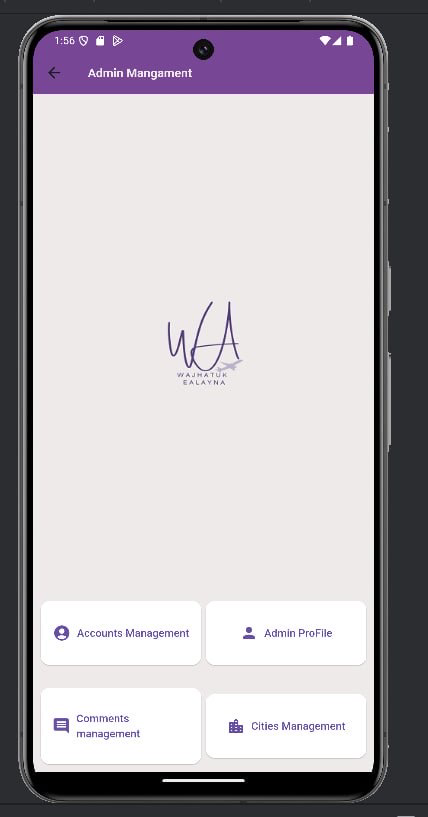 1:56
Admin Mangament
WA
WAJHATUK
EALAYNA
Accounts Management
Admin ProFile
Comments
management
Cities Management